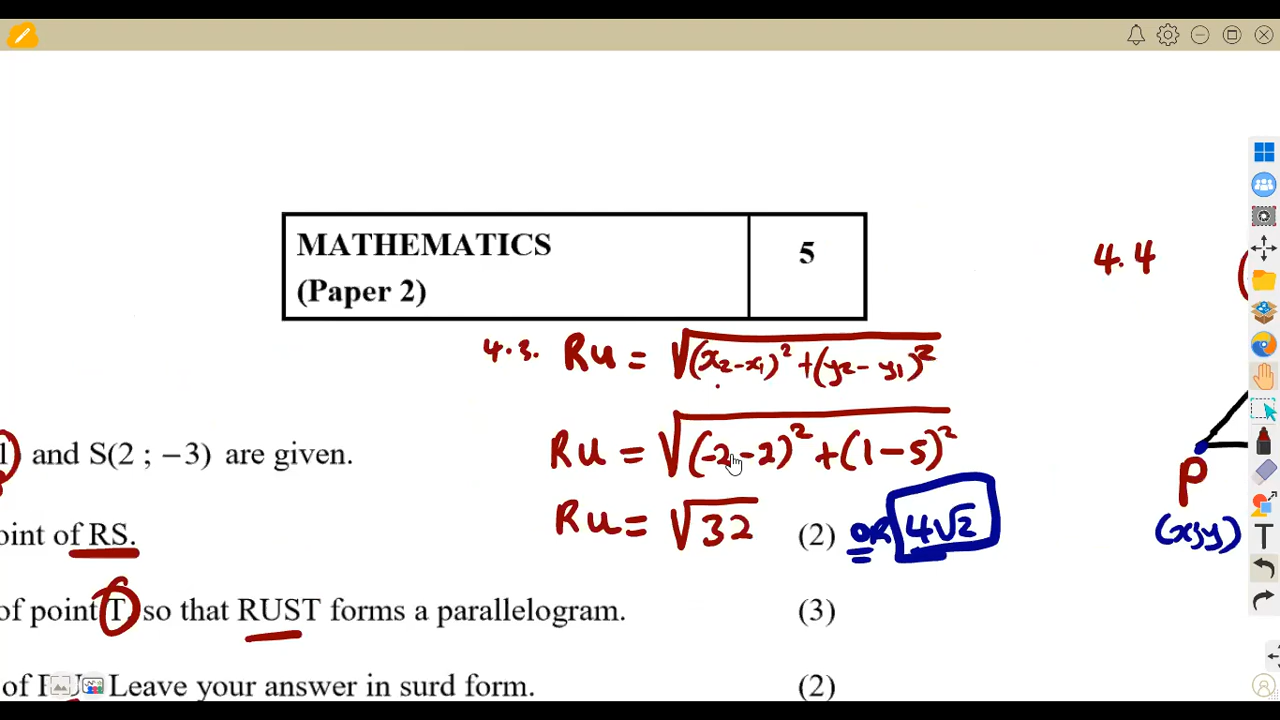 MATHEMATICS
(Paper 2)
5
4.4
4.3. Ru = √(x₂-x₁)² + (y₂ - y₁)²
1) and S(2 ; −3) are given.
Ru = √(-2-2)² + (1-5)²
oint of RS.
Ru = √32
(2) OR 4√2
P
(x;y)
of point T, so that RUST forms a parallelogram. (3)
of U Leave your answer in surd form. (2)
T